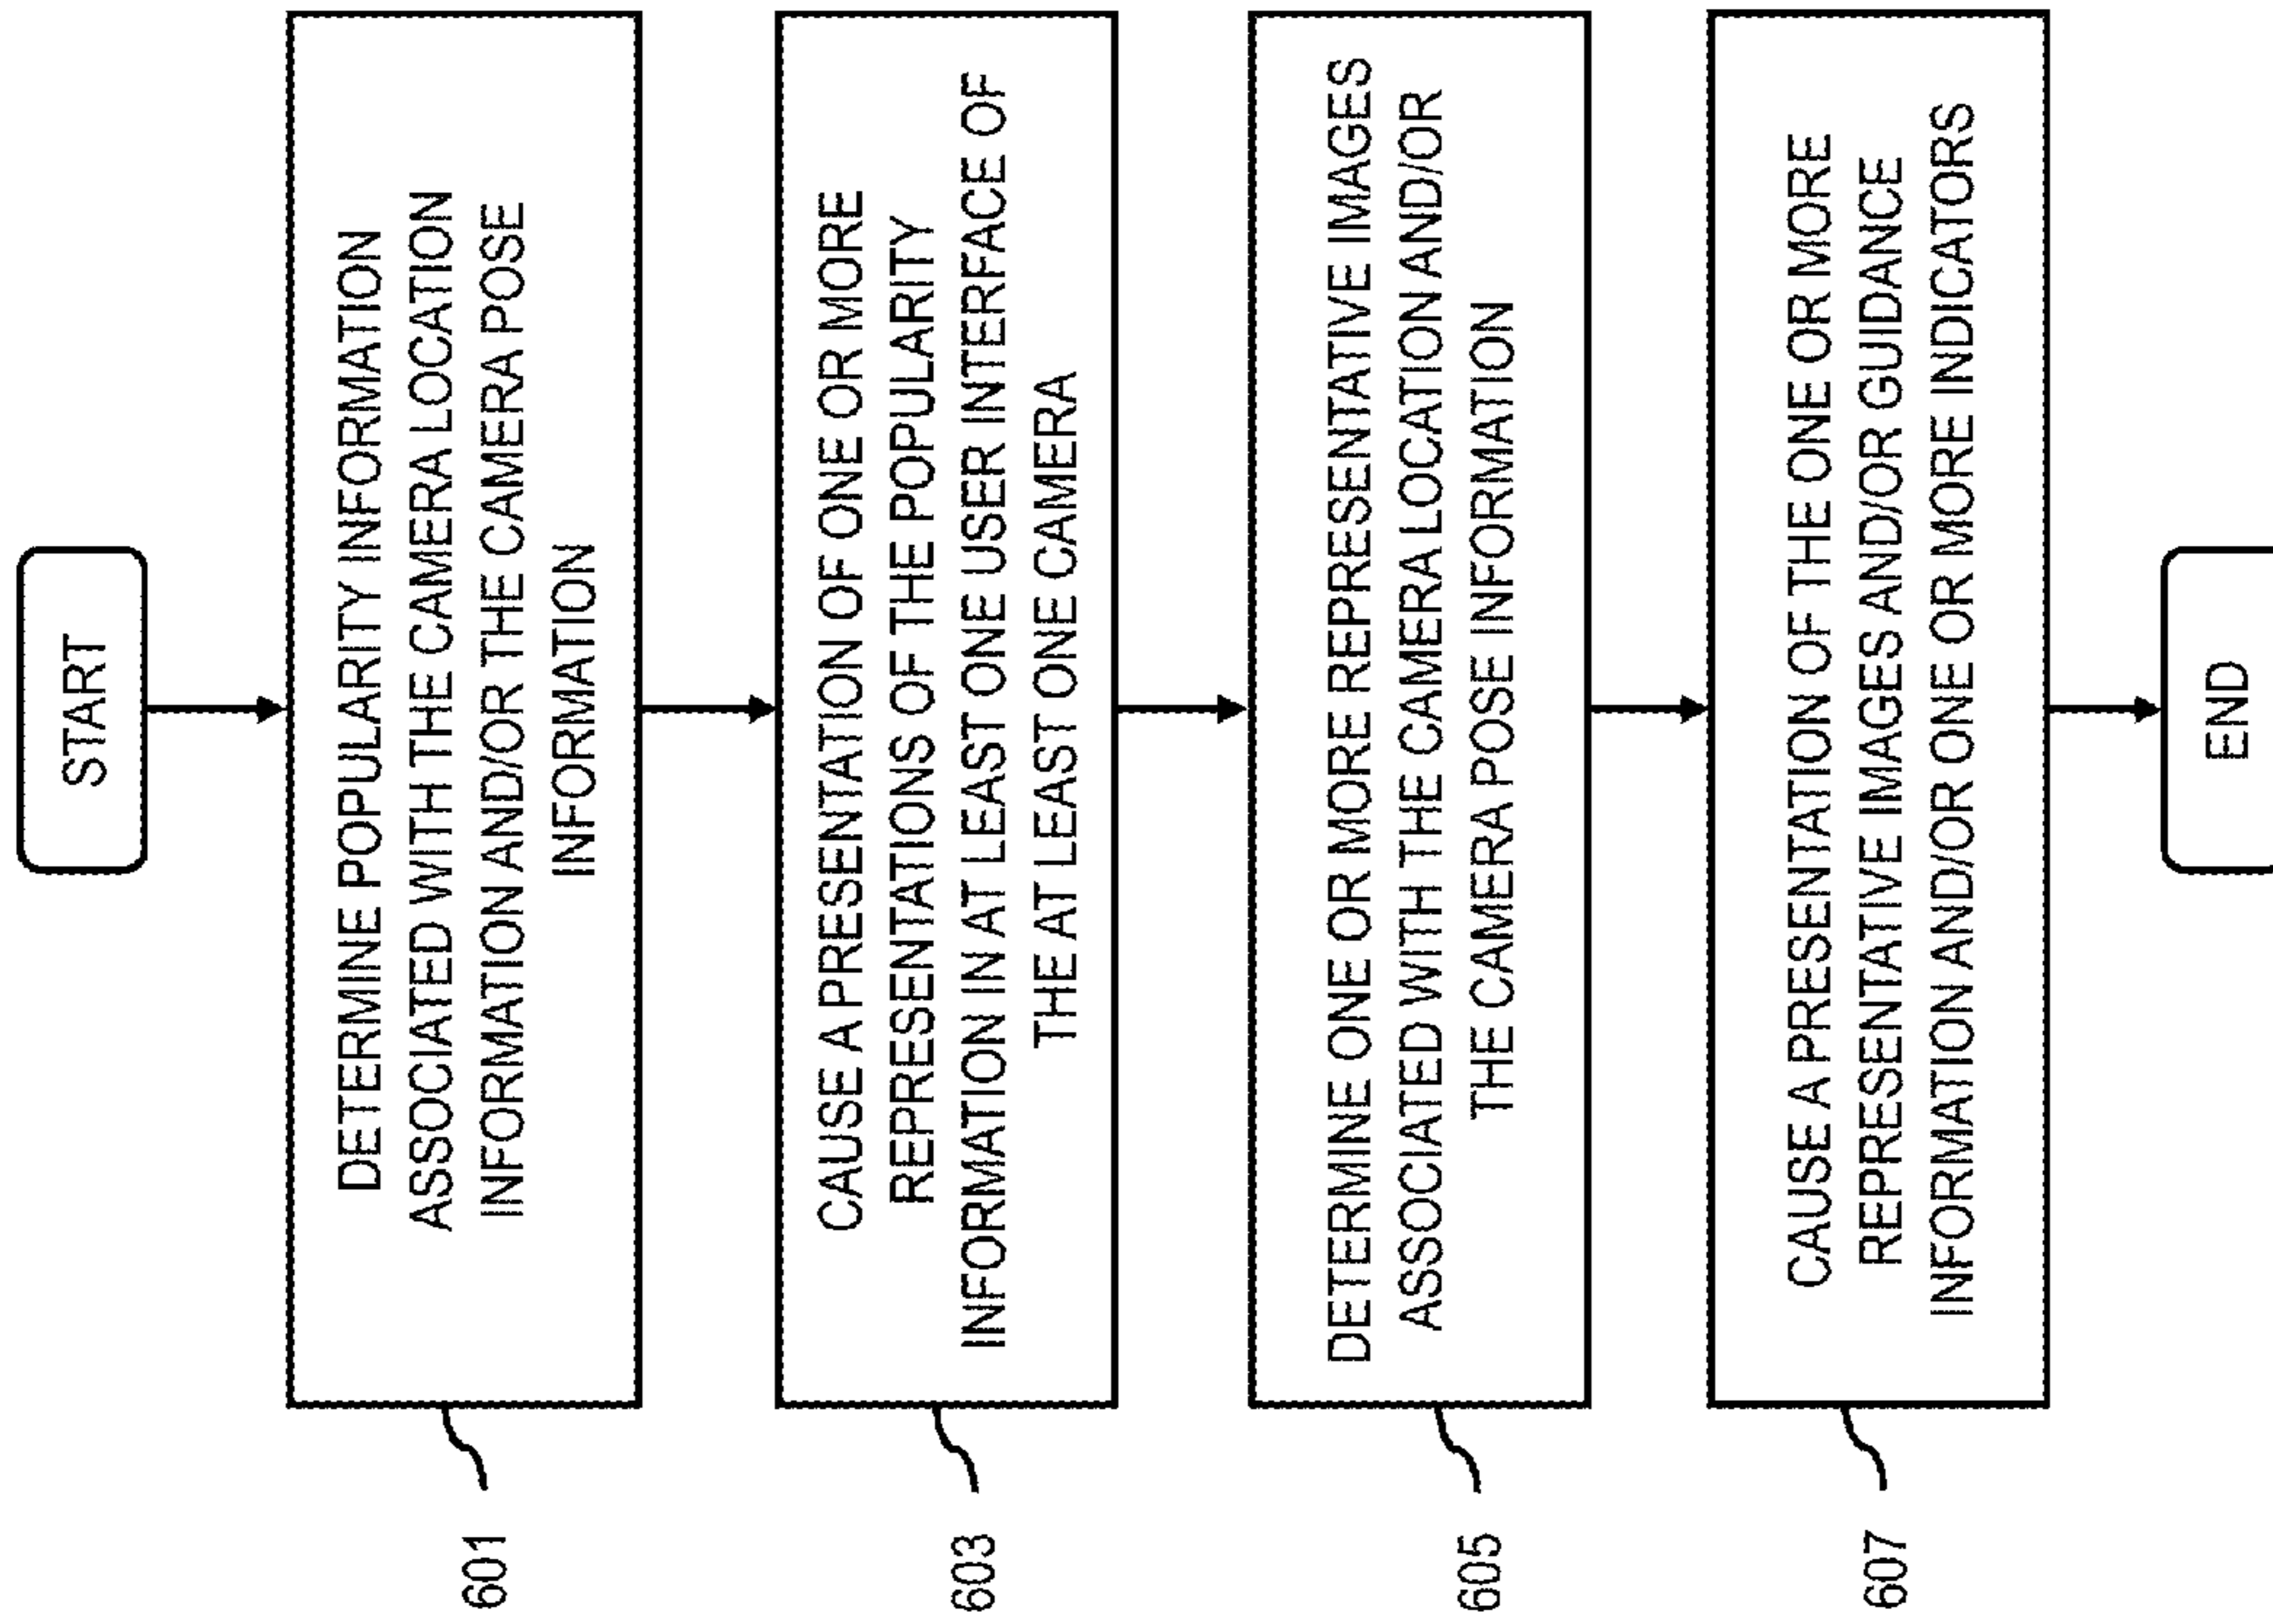 START
DETERMINE POPULARITY INFORMATION
ASSOCIATED WITH THE CAMERA LOCATION
INFORMATION AND/OR THE CAMERA POSE
INFORMATION
601
CAUSE A PRESENTATION OF ONE OR MORE
REPRESENTATIONS OF THE POPULARITY
INFORMATION IN AT LEAST ONE USER INTERFACE OF
THE AT LEAST ONE CAMERA
603
DETERMINE ONE OR MORE REPRESENTATIVE IMAGES
ASSOCIATED WITH THE CAMERA LOCATION AND/OR
THE CAMERA POSE INFORMATION
605
CAUSE A PRESENTATION OF THE ONE OR MORE
REPRESENTATIVE IMAGES AND/OR GUIDANCE
INFORMATION AND/OR ONE OR MORE INDICATORS
607
END